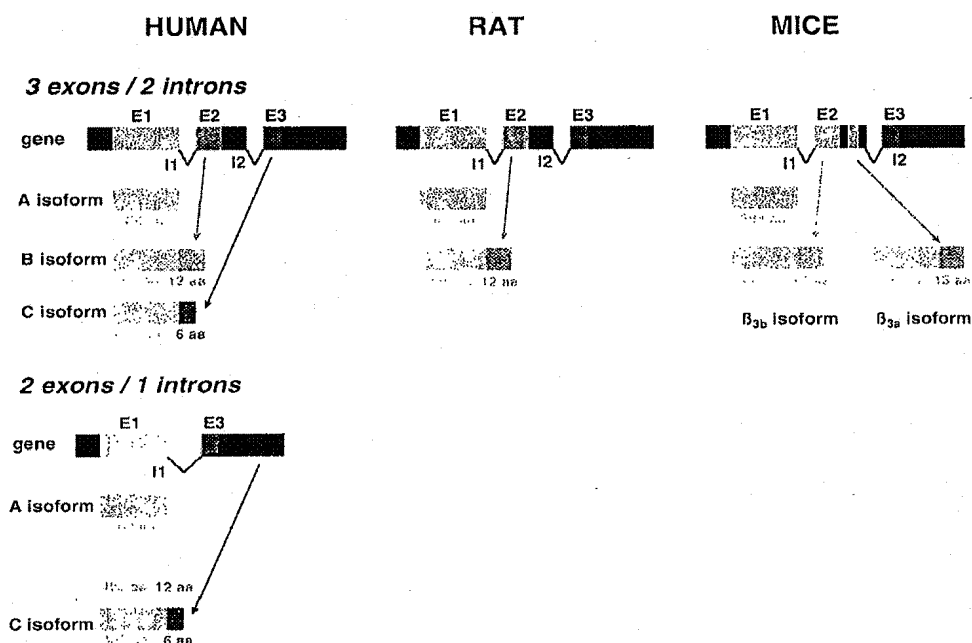 HUMAN RAT MICE
3 exons / 2 introns
E1 E2 E3 E1 E2 E3 E1 E2 E3
gene
I1 I2 I1 I2 I1 I2
A isoform
aa
B isoform
12 aa 12 aa aa
C isoform
6 aa
ß3b isoform ß3a isoform
2 exons / 1 introns
E1 E3
gene
I1
A isoform
12 aa
C isoform
6 aa